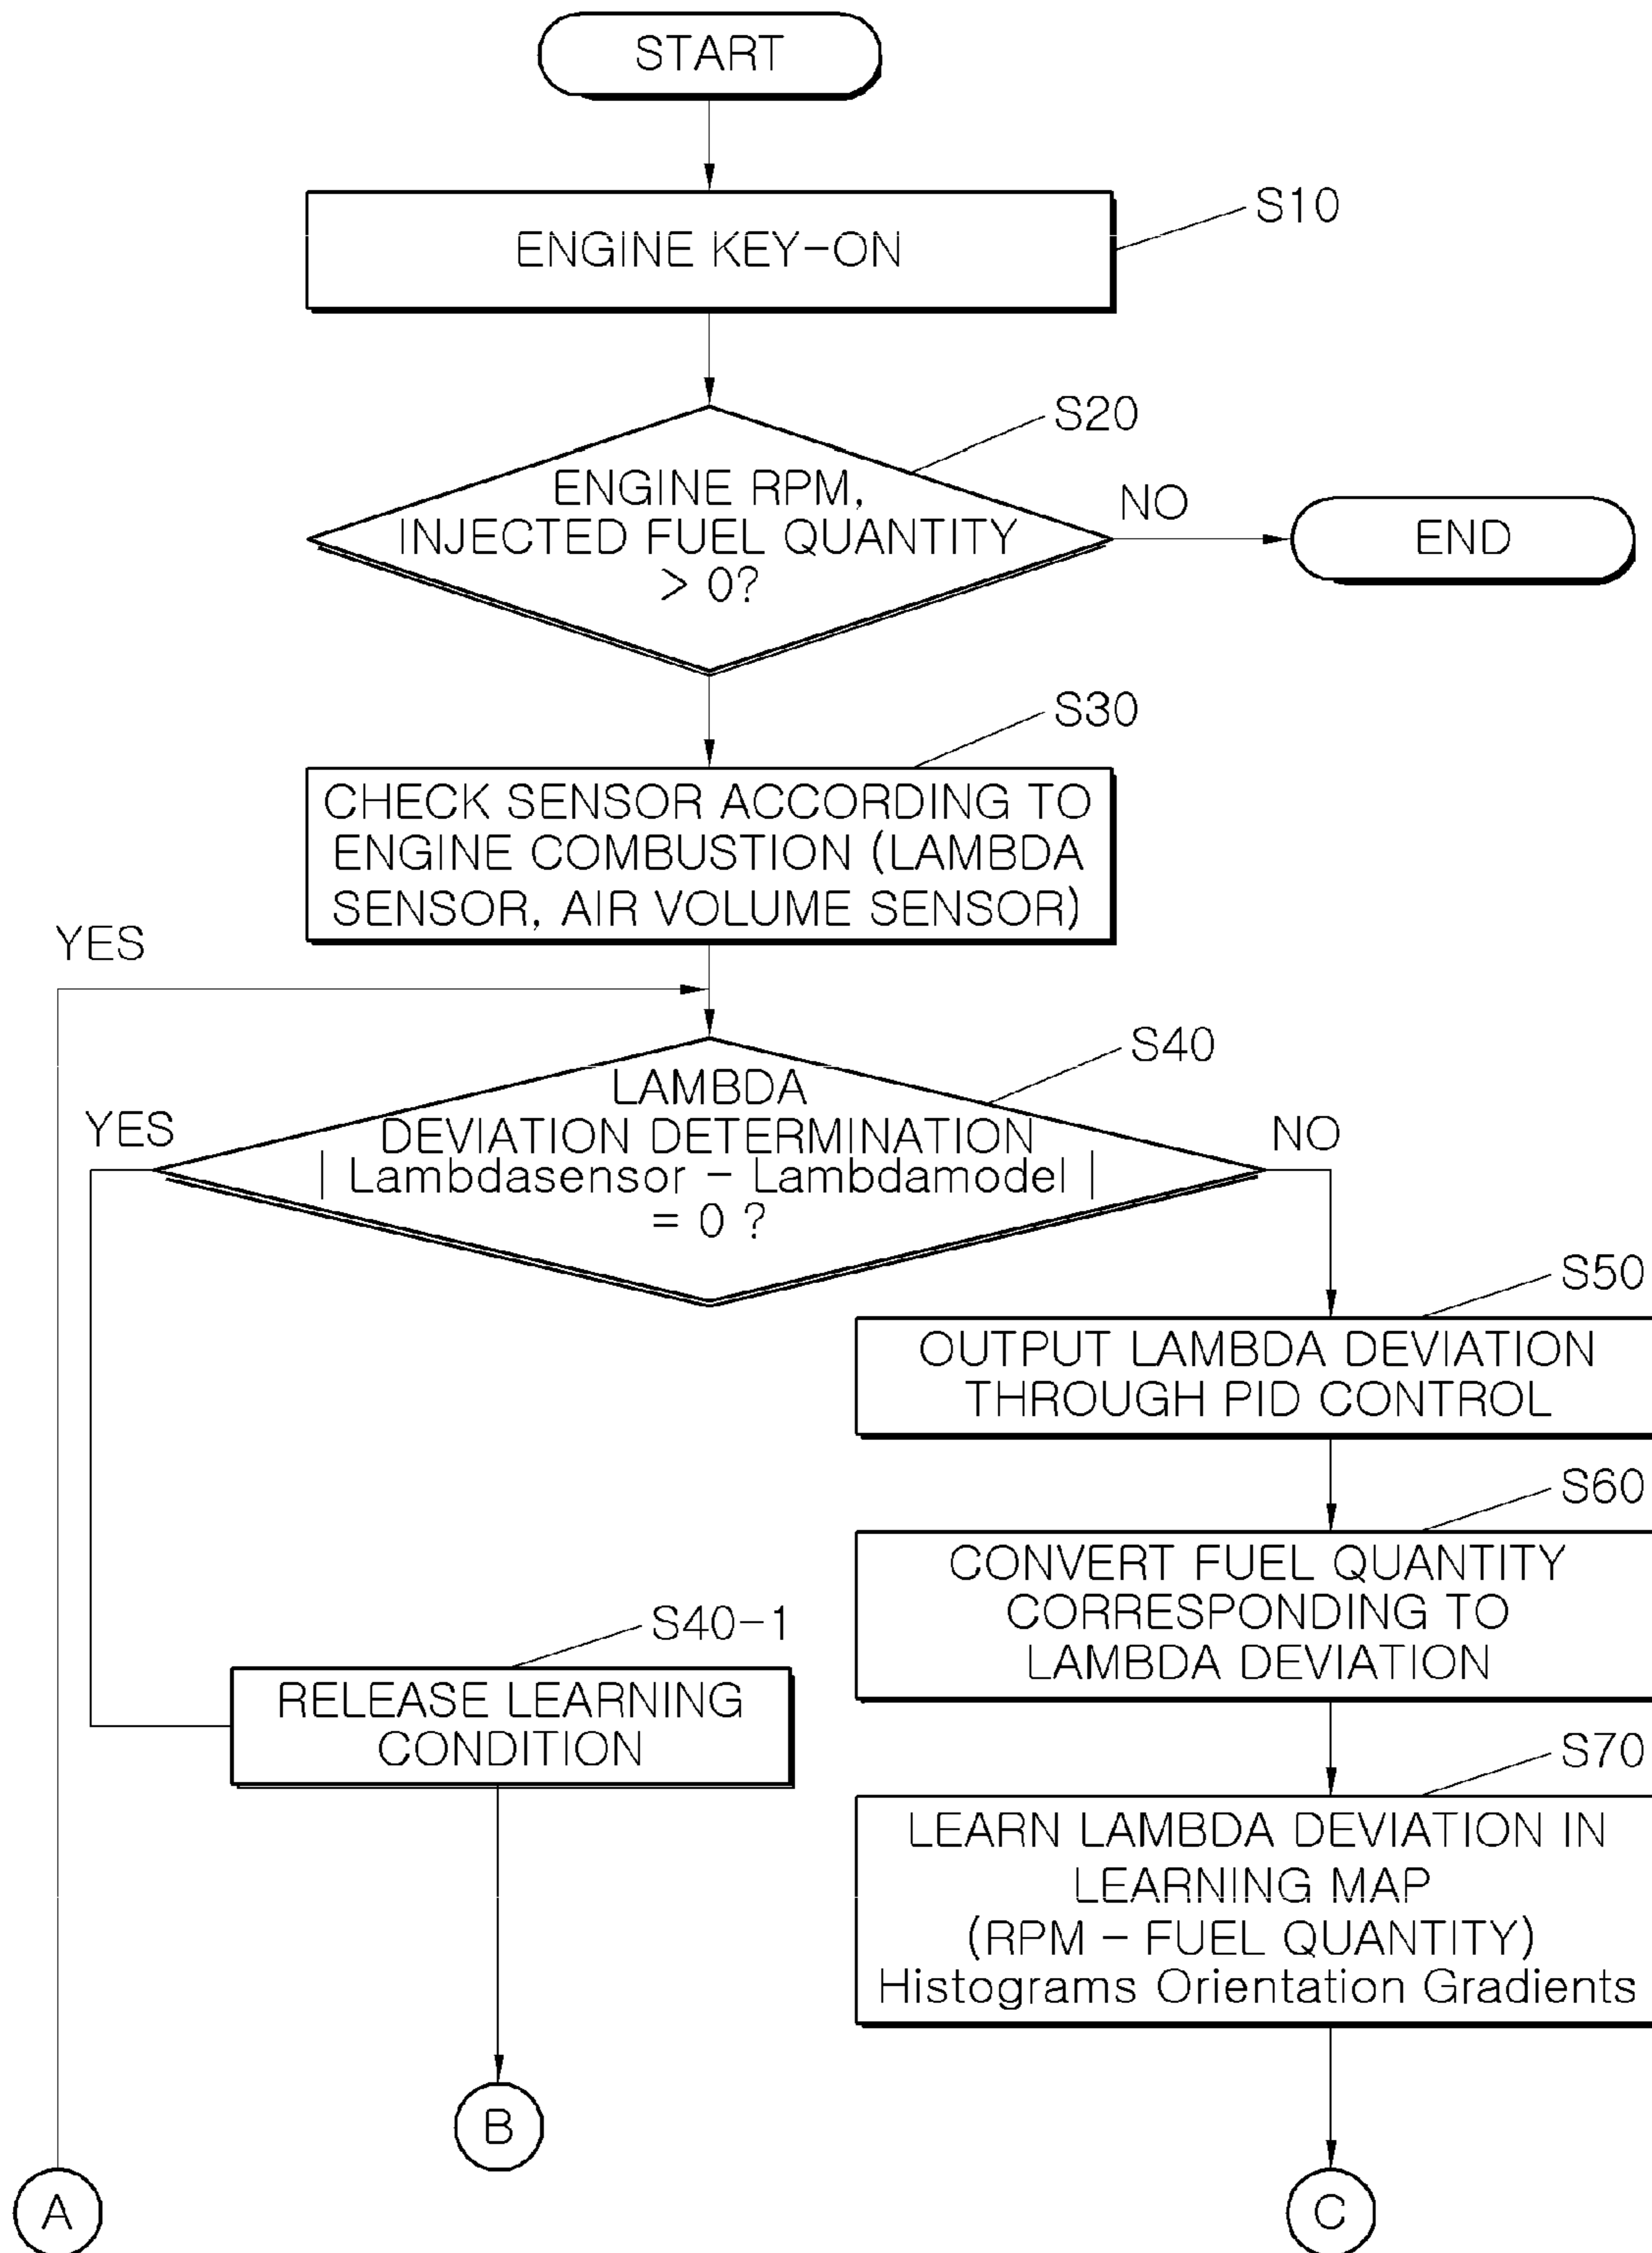 START
S10
ENGINE KEY-ON
S20
ENGINE RPM,
INJECTED FUEL QUANTITY
> 0?
NO
END
S30
CHECK SENSOR ACCORDING TO
ENGINE COMBUSTION (LAMBDA
SENSOR, AIR VOLUME SENSOR)
YES
S40
LAMBDA
DEVIATION DETERMINATION
| Lambdasensor - Lambdamodel |
= 0 ?
YES
NO
S50
OUTPUT LAMBDA DEVIATION
THROUGH PID CONTROL
S60
CONVERT FUEL QUANTITY
CORRESPONDING TO
LAMBDA DEVIATION
S40-1
RELEASE LEARNING
CONDITION
S70
LEARN LAMBDA DEVIATION IN
LEARNING MAP
(RPM - FUEL QUANTITY)
Histograms Orientation Gradients
B
A
C